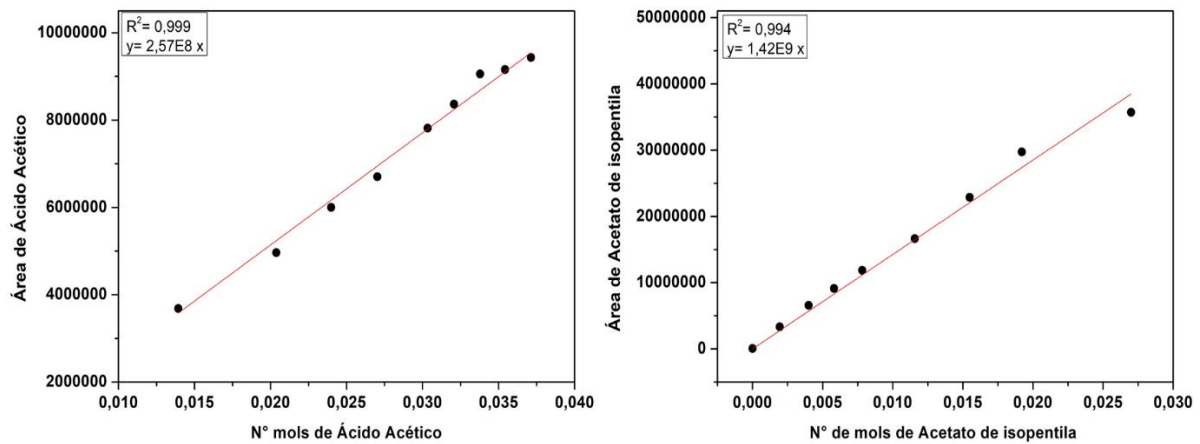 R²= 0,999
y= 2,57E8 x
Área de Ácido Acético
10000000
8000000
6000000
4000000
2000000
0,010 0,015 0,020 0,025 0,030 0,035 0,040
N° mols de Ácido Acético
R²= 0,994
y= 1,42E9 x
Área de Acetato de isopentila
50000000
40000000
30000000
20000000
10000000
0
0,000 0,005 0,010 0,015 0,020 0,025 0,030
N° de mols de Acetato de isopentila